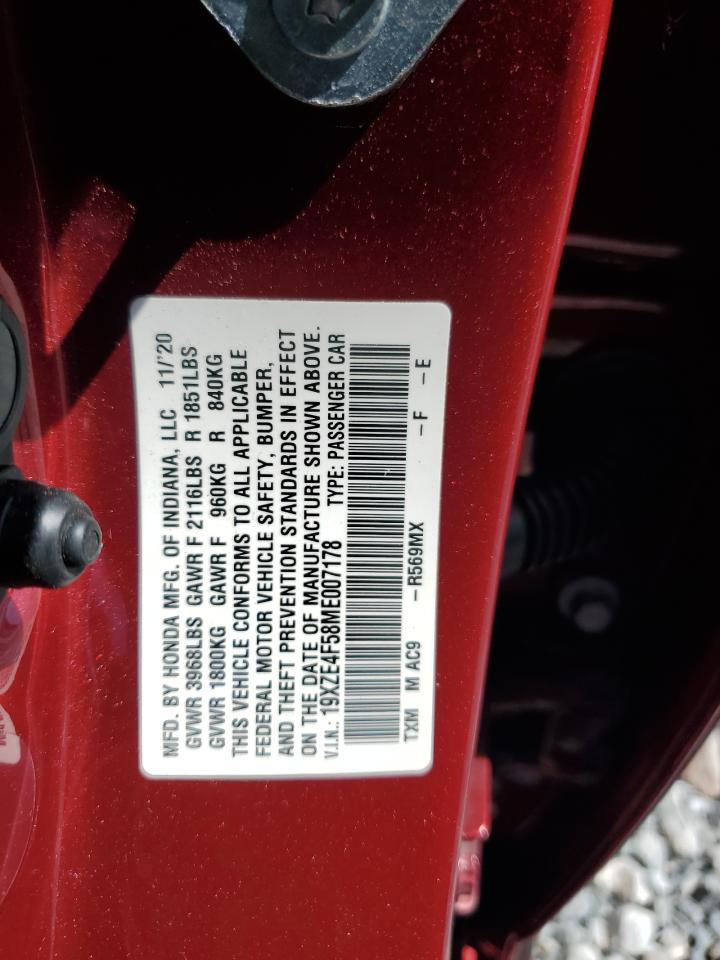 MFD. BY HONDA MFG. OF INDIANA, LLC 11/'20
GVWR 3968LBS GAWR F 2116LBS R 1851LBS
GVWR 1800KG GAWR F 960KG R 840KG
THIS VEHICLE CONFORMS TO ALL APPLICABLE
FEDERAL MOTOR VEHICLE SAFETY, BUMPER,
AND THEFT PREVENTION STANDARDS IN EFFECT
ON THE DATE OF MANUFACTURE SHOWN ABOVE.
V.I.N.: 19XZE4F58ME007178 TYPE: PASSENGER CAR
TXM M AC9 -R569MX -F -E